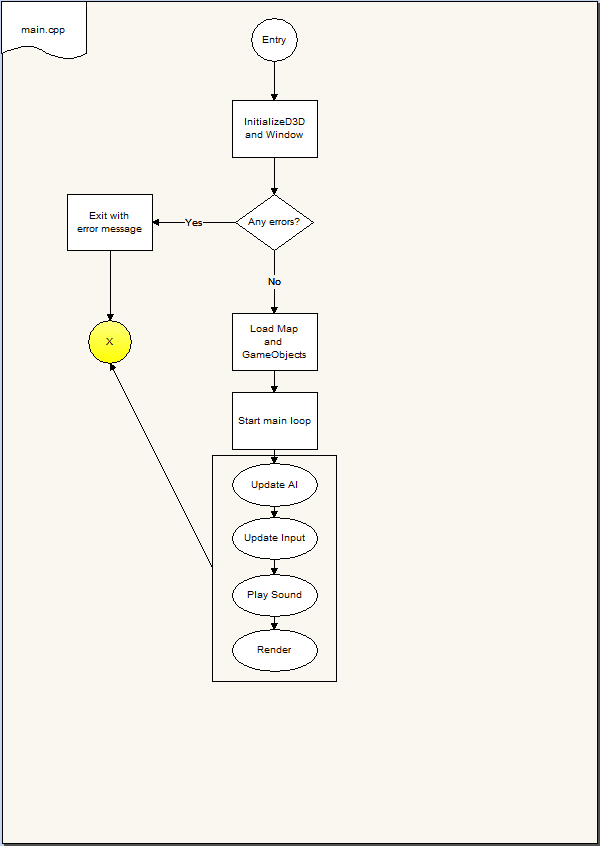 main.cpp
Entry
InitializeD3D
and Window
Any errors?
Yes
Exit with
error message
No
X
Load Map
and
GameObjects
Start main loop
Update AI
Update Input
Play Sound
Render